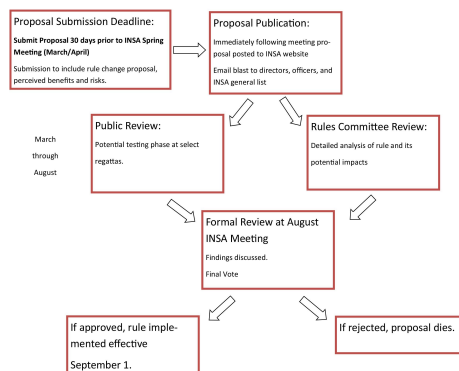 Proposal Submission Deadline:
Submit Proposal 30 days prior to INSA Spring
Meeting (March/April)
Submission to include rule change proposal,
perceived benefits and risks.
Proposal Publication:
Immediately following meeting pro-
posal posted to INSA website
Email blast to directors, officers, and
INSA general list
March
through
August
Public Review:
Potential testing phase at select
regattas.
Rules Committee Review:
Detailed analysis of rule and its
potential impacts
Formal Review at August
INSA Meeting
Findings discussed.
Final Vote
If approved, rule imple-
mented effective
September 1.
If rejected, proposal dies.